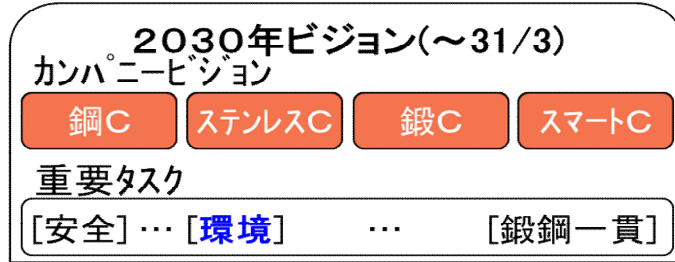 2030年ビジョン(～31/3)
カンパニービジョン
鋼C ステンレスC 鍛C スマートC
重要タスク
[安全]…[環境] … [鍛鋼一貫]